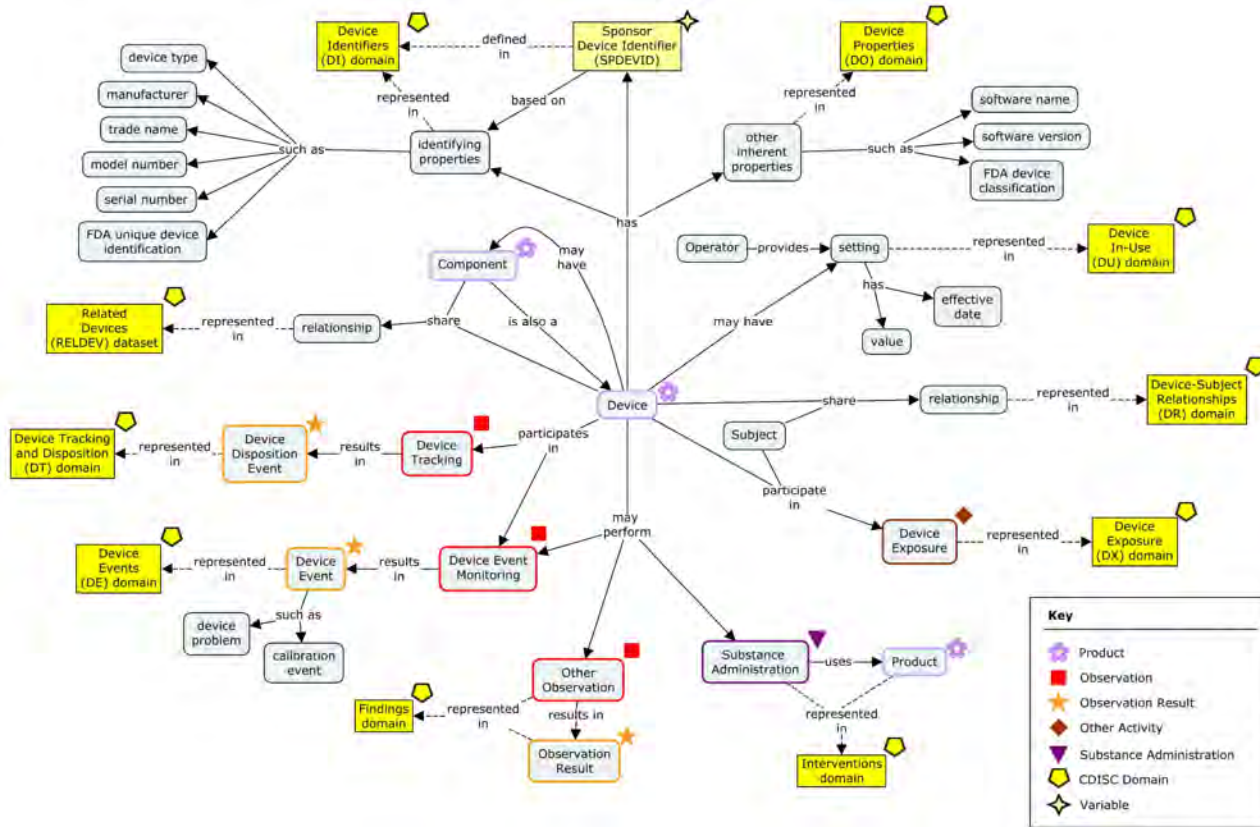 Device
Identifiers
(DI) domain
defined
in
Sponsor
Device Identifier
(SPDEVID)
Device
Properties
(DO) domain
device type
manufacturer
trade name
model number
serial number
FDA unique device
identification
such as
represented
in
based on
identifying
properties
represented
in
other
inherent
properties
such as
software name
software version
FDA device
classification
has
Component
may
have
Operator
provides
setting
represented
in
Device
In-Use
(DU) domain
has
effective
date
value
may have
Related
Devices
(RELDEV) dataset
represented
in
relationship
share
is also a
Device
share
relationship
represented
in
Device-Subject
Relationships
(DR) domain
Subject
participates
in
Device Tracking
and Disposition
(DT) domain
represented
in
Device
Disposition
Event
results
in
Device
Tracking
participate
in
Device
Exposure
represented
in
Device
Exposure
(DX) domain
may
perform
Device
Events
(DE) domain
represented
in
Device
Event
results
in
Device Event
Monitoring
such as
device
problem
calibration
event
Other
Observation
Findings
domain
represented
in
results in
Observation
Result
Substance
Administration
uses
Product
represented
in
Interventions
domain
Key
Product
Observation
Observation Result
Other Activity
Substance Administration
CDISC Domain
Variable